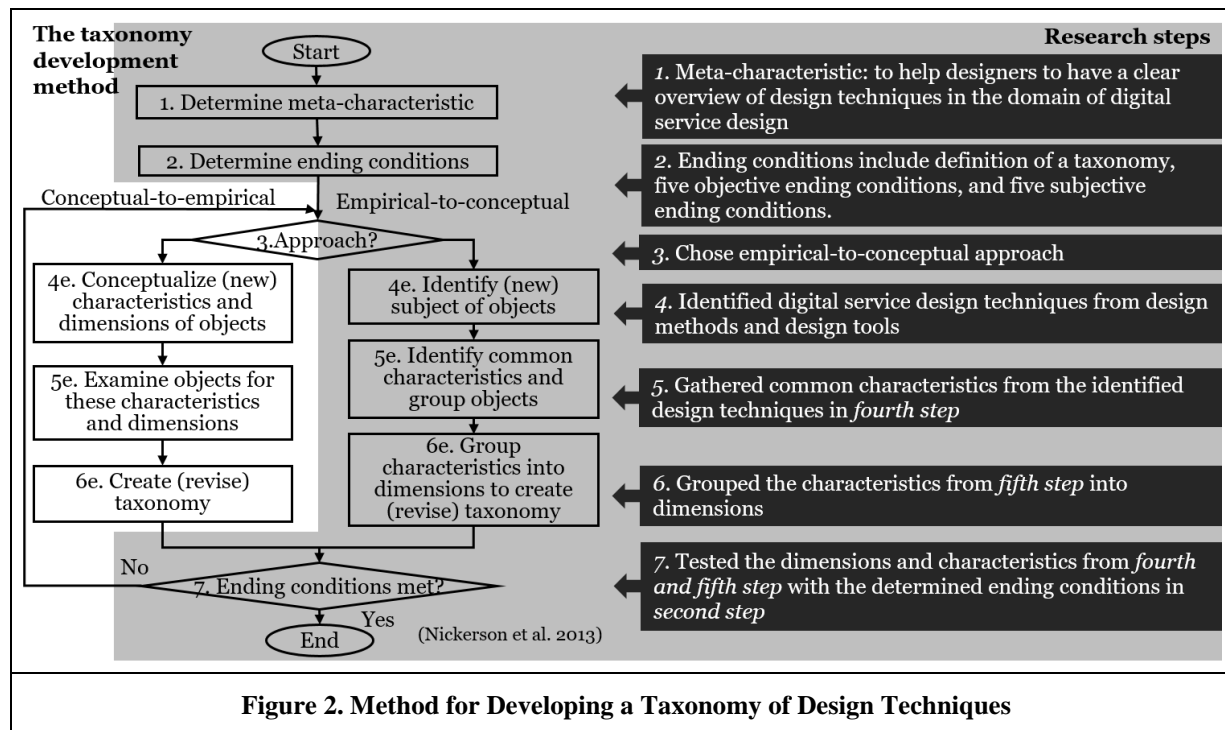 The taxonomy
development
method
Start
1. Determine meta-characteristic
2. Determine ending conditions
Conceptual-to-empirical
Empirical-to-conceptual
3.Approach?
4e. Conceptualize (new)
characteristics and
dimensions of objects
5e. Examine objects for
these characteristics
and dimensions
6e. Create (revise)
taxonomy
4e. Identify (new)
subject of objects
5e. Identify common
characteristics and
group objects
6e. Group
characteristics into
dimensions to create
(revise) taxonomy
No
7. Ending conditions met?
Yes
End
(Nickerson et al. 2013)
Research steps
1. Meta-characteristic: to help designers to have a clear
overview of design techniques in the domain of digital
service design
2. Ending conditions include definition of a taxonomy,
five objective ending conditions, and five subjective
ending conditions.
3. Chose empirical-to-conceptual approach
4. Identified digital service design techniques from design
methods and design tools
5. Gathered common characteristics from the identified
design techniques in fourth step
6. Grouped the characteristics from fifth step into
dimensions
7. Tested the dimensions and characteristics from fourth
and fifth step with the determined ending conditions in
second step
Figure 2. Method for Developing a Taxonomy of Design Techniques